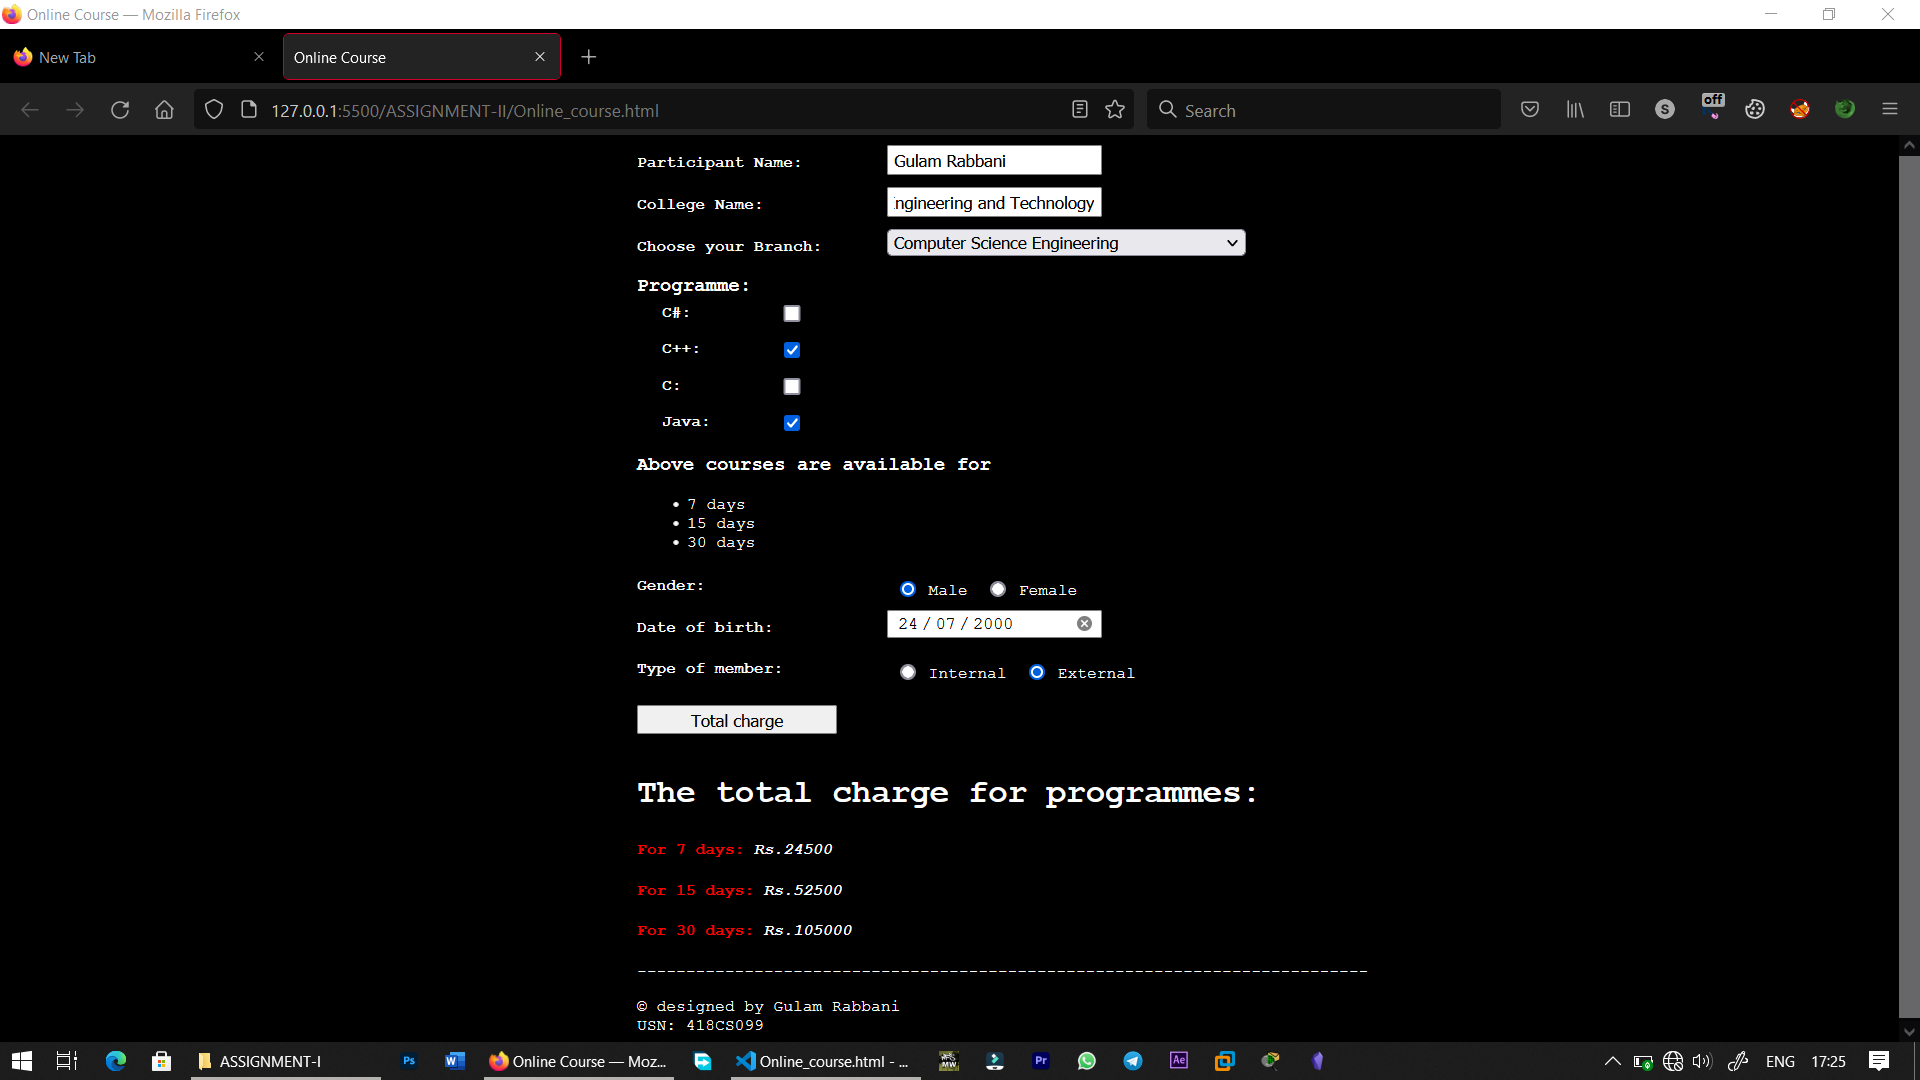 Online Course — Mozilla Firefox
New Tab
Online Course
127.0.0.1:5500/ASSIGNMENT-II/Online_course.html
Search
S
off
Participant Name: Gulam Rabbani
College Name: ngineering and Technology
Choose your Branch: Computer Science Engineering
Programme:
C#:
C++:
C:
Java:
Above courses are available for
• 7 days
• 15 days
• 30 days
Gender: Male Female
Date of birth: 24 / 07 / 2000
Type of member: Internal External
Total charge
The total charge for programmes:
For 7 days: Rs.24500
For 15 days: Rs.52500
For 30 days: Rs.105000
---------------------------------------------------------------------------
© designed by Gulam Rabbani
USN: 418CS099
ASSIGNMENT-I
Ps
W
Online Course — Moz...
Online_course.html - ...
MW
Pr
Ae
ENG
17:25